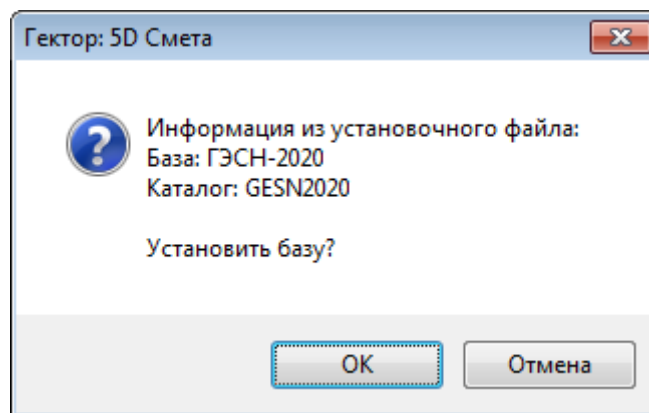 Гектор: 5D Смета
Информация из установочного файла:
База: ГЭСН-2020
Каталог: GESN2020
Установить базу?
OK
Отмена